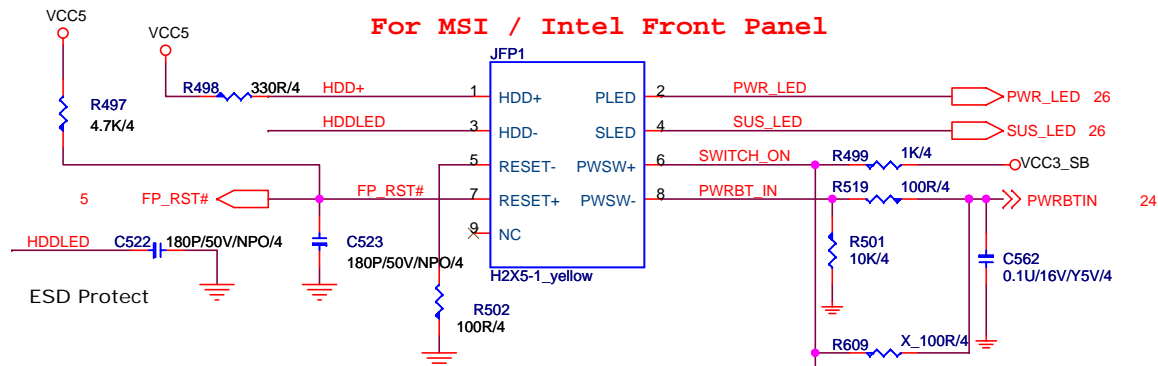 For MSI / Intel Front Panel
VCC5
VCC5
JFP1
R498 330R/4 HDD+ 1 HDD+ PLED 2 PWR_LED PWR_LED 26
R497
4.7K/4
HDDLED 3 HDD- SLED 4 SUS_LED SUS_LED 26
5 RESET- PWSW+ 6 SWITCH_ON R499 1K/4 VCC3_SB
5 FP_RST# FP_RST# 7 RESET+ PWSW- 8 PWRBT_IN R519 100R/4 PWRBTIN 24
9 NC
HDDLED C522 180P/50V/NPO/4
C523
180P/50V/NPO/4
R501
10K/4
C562
0.1U/16V/Y5V/4
H2X5-1_yellow
ESD Protect
R502
100R/4
R609 X_100R/4